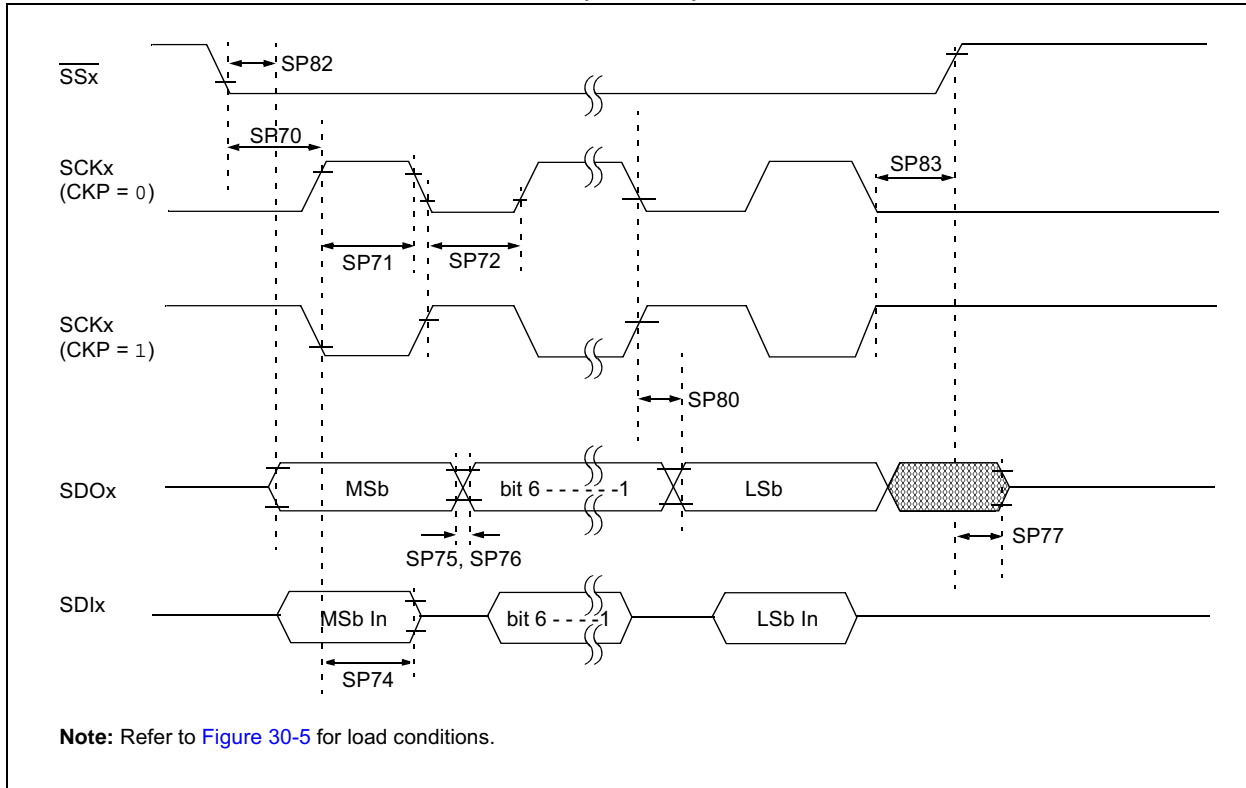 SSx
SP82
SP70
SCKx
(CKP = 0)
SP83
SP71
SP72
SCKx
(CKP = 1)
SP80
SDOx
MSb
bit 6 - - - - - -1
LSb
SP75, SP76
SP77
SDIx
MSb In
bit 6 - - - -1
LSb In
SP74
Note: Refer to Figure 30-5 for load conditions.